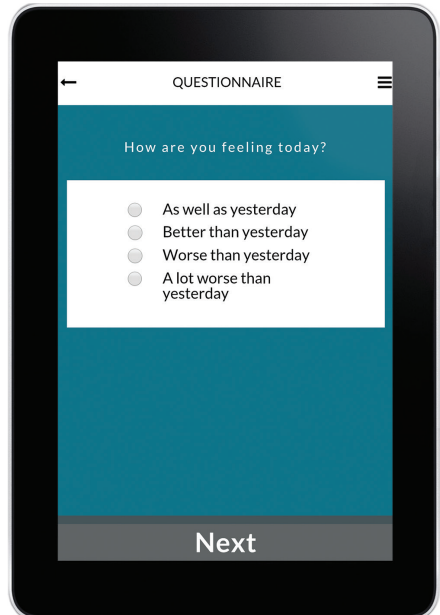 QUESTIONNAIRE
How are you feeling today?
As well as yesterday
Better than yesterday
Worse than yesterday
A lot worse than
yesterday
Next